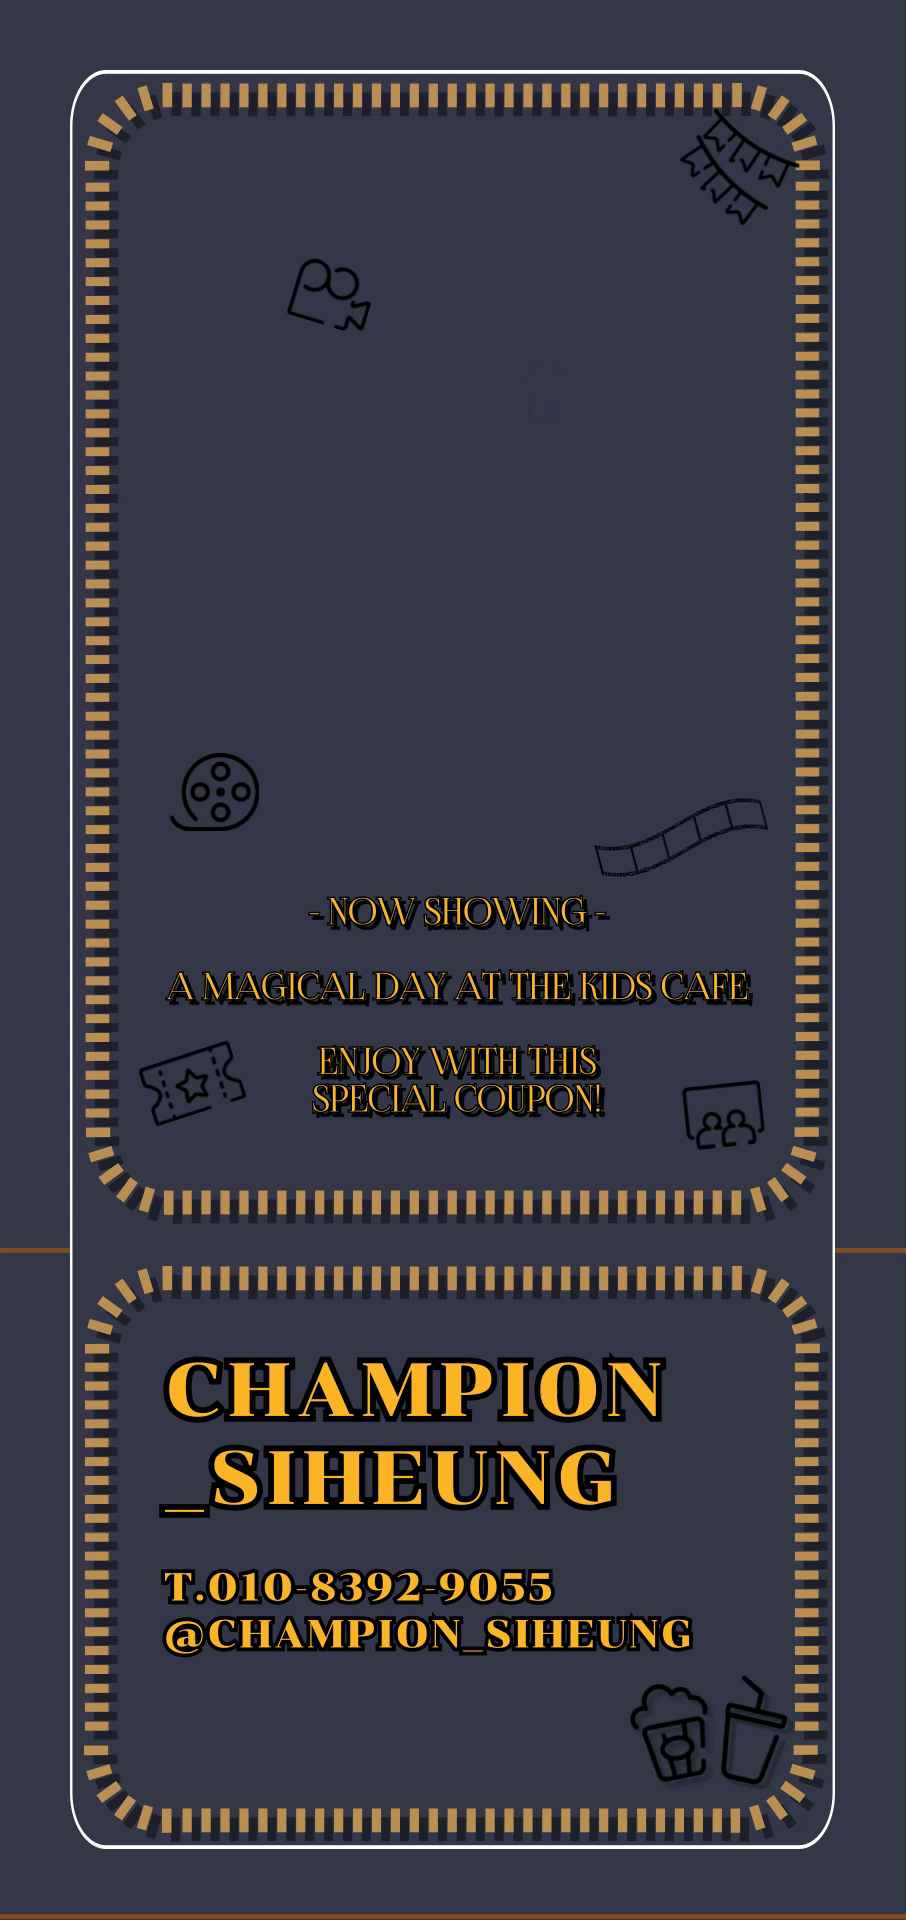 - NOW SHOWING -
A MAGICAL DAY AT THE KIDS CAFE
ENJOY WITH THIS
SPECIAL COUPON!
CHAMPION
_SIHEUNG
T.010-8392-9055
@CHAMPION_SIHEUNG